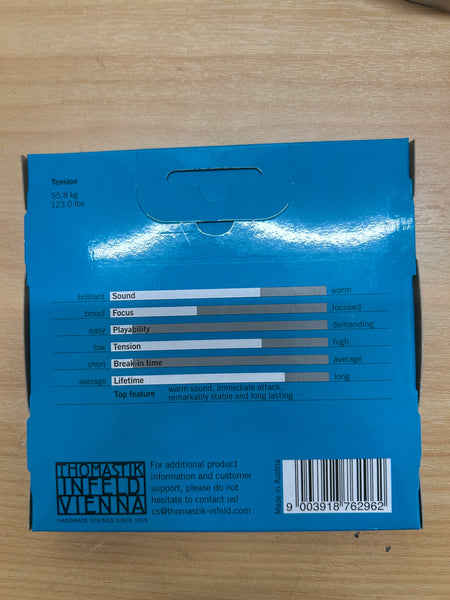 Tension
55.8 kg
123.0 lbs
brilliant Sound warm
broad Focus focused
easy Playability demanding
low Tension high
short Break-in time average
average Lifetime long
Top feature warm sound, immediate attack,
remarkably stable and long lasting
THOMASTIK
INFELD
VIENNA
HANDMADE STRINGS SINCE 1919
For additional product
information and customer
support, please do not
hesitate to contact us!
cs@thomastik-infeld.com
Made in Austria
9 003918 762962